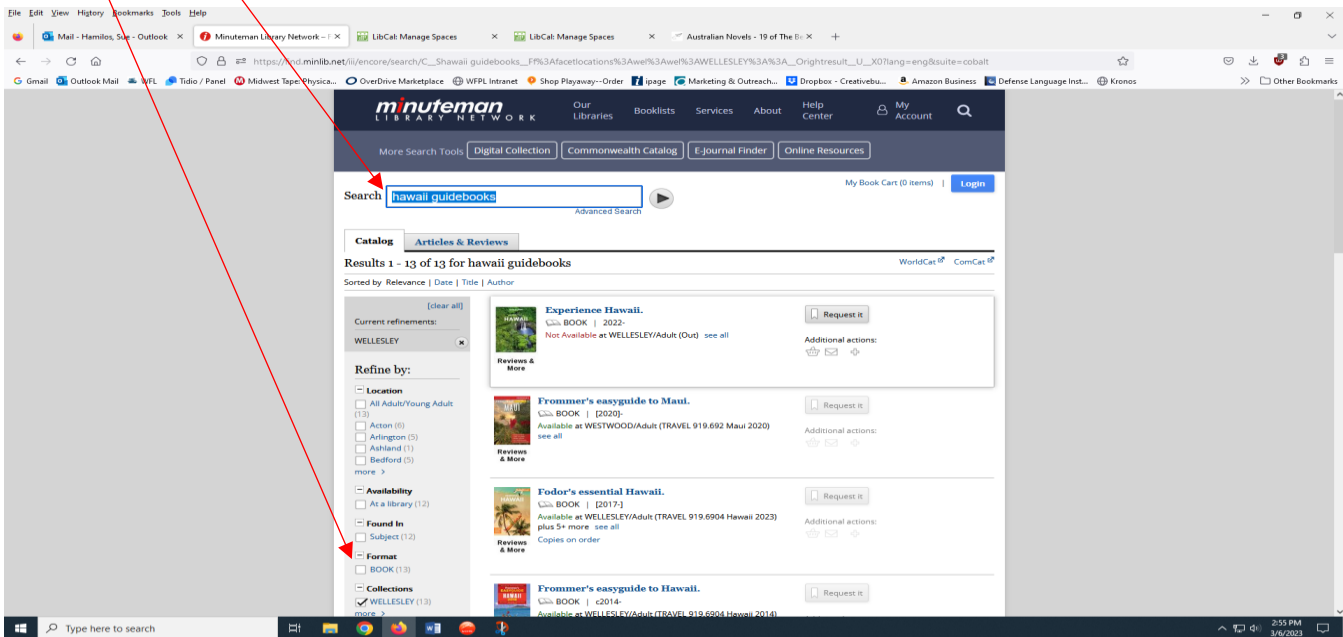 File Edit View History Bookmarks Tools Help
Mail - Hamilos, Sue - Outlook × Minuteman Library Network – F × LibCal: Manage Spaces × LibCal: Manage Spaces × Australian Novels - 19 of The Be × +
https://find.minlib.net/iii/encore/search/C__Shawaii guidebooks__Ff%3Afacetlocations%3Awel%3Awel%3AWELLESLEY%3A%3A__Orightresult__U__X0?lang=eng&suite=cobalt
Gmail Outlook Mail WFL Tidio / Panel Midwest Tape: Physica... OverDrive Marketplace WFPL Intranet Shop Playaway--Order ipage Marketing & Outreach... Dropbox - Creativebu... Amazon Business Defense Language Inst... Kronos Other Bookmarks
minuteman
LIBRARY NETWORK
Our Libraries Booklists Services About Help Center My Account
More Search Tools Digital Collection Commonwealth Catalog E-Journal Finder Online Resources
My Book Cart (0 items) | Login
Search hawaii guidebooks
Advanced Search
Catalog Articles & Reviews
Results 1 - 13 of 13 for hawaii guidebooks WorldCat ComCat
Sorted by Relevance | Date | Title | Author
[clear all]
Current refinements:
WELLESLEY
Refine by:
Location
All Adult/Young Adult (13)
Acton (6)
Arlington (5)
Ashland (1)
Bedford (5)
more >
Availability
At a library (12)
Found In
Subject (12)
Format
BOOK (13)
Collections
WELLESLEY (13)
more >
Experience Hawaii.
BOOK | 2022-
Not Available at WELLESLEY/Adult (Out) see all
Reviews & More
Request it
Additional actions:
Frommer's easyguide to Maui.
BOOK | [2020]-
Available at WESTWOOD/Adult (TRAVEL 919.692 Maui 2020)
see all
Reviews & More
Request it
Additional actions:
Fodor's essential Hawaii.
BOOK | [2017-]
Available at WELLESLEY/Adult (TRAVEL 919.6904 Hawaii 2023)
plus 5+ more see all
Copies on order
Reviews & More
Request it
Additional actions:
Frommer's easyguide to Hawaii.
BOOK | c2014-
Available at WELLESLEY/Adult (TRAVEL 919.6904 Hawaii 2014)
Request it
Type here to search
2:55 PM
3/6/2023